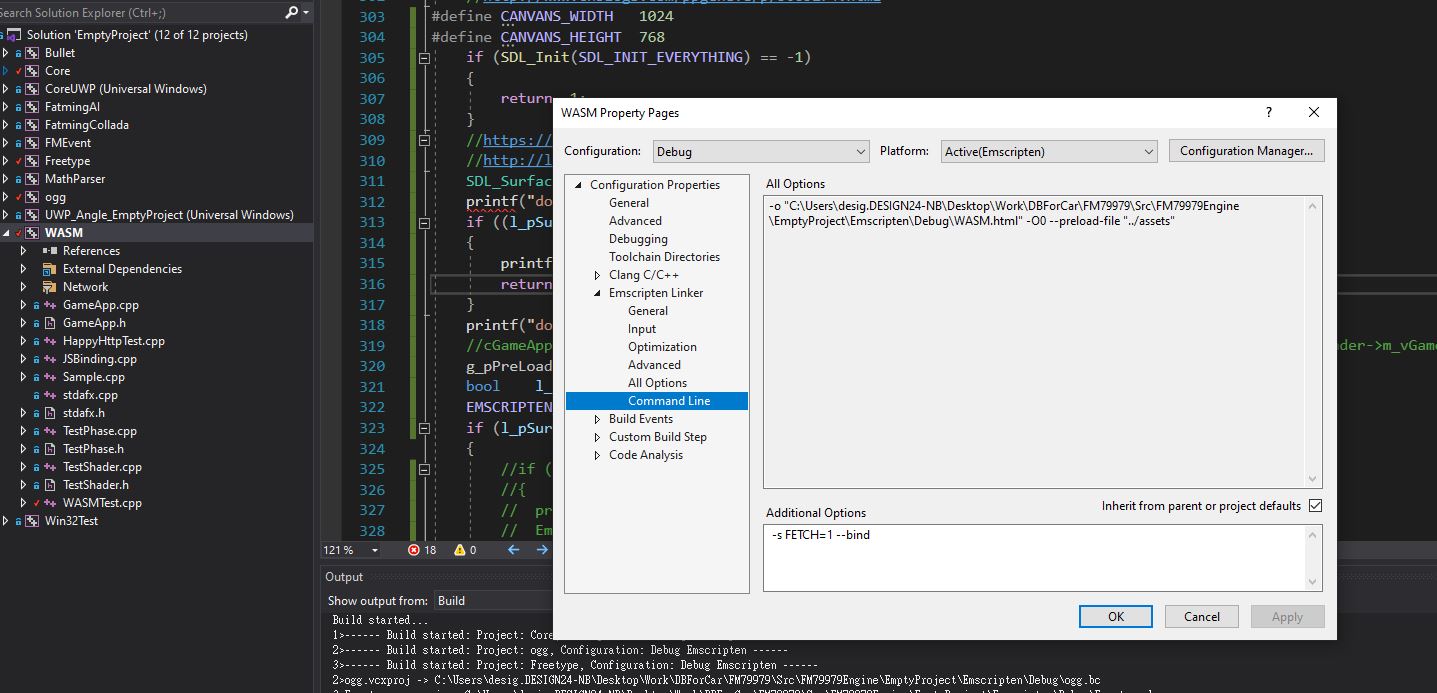 Search Solution Explorer (Ctrl+;)
Solution 'EmptyProject' (12 of 12 projects)
Bullet
Core
CoreUWP (Universal Windows)
FatmingAI
FatmingCollada
FMEvent
Freetype
MathParser
ogg
UWP_Angle_EmptyProject (Universal Windows)
WASM
References
External Dependencies
Network
GameApp.cpp
GameApp.h
HappyHttpTest.cpp
JSBinding.cpp
Sample.cpp
stdafx.cpp
stdafx.h
TestPhase.cpp
TestPhase.h
TestShader.cpp
TestShader.h
WASMTest.cpp
Win32Test
303 #define CANVANS_WIDTH 1024
304 #define CANVANS_HEIGHT 768
305 if (SDL_Init(SDL_INIT_EVERYTHING) == -1)
306 {
307 return
308 }
309 //https://
310 //http://l
311 SDL_Surfac
312 printf("do
313 if ((l_pSu
314 {
315 printf
316 return
317 }
318 printf("do
319 //cGameApp der->m_vGam
320 g_pPreLoad
321 bool l_
322 EMSCRIPTEN
323 if (l_pSur
324 {
325 //if (
326 //{
327 // pr
328 // Em
121 %
18
0
Output
Show output from: Build
Build started...
1>------ Build started: Project: Cor
2>------ Build started: Project: ogg, Configuration: Debug Emscripten ------
3>------ Build started: Project: Freetype, Configuration: Debug Emscripten ------
2>ogg.vcxproj -> C:\Users\desig.DESIGN24-NB\Desktop\Work\DBForCar\FM79979\Src\FM79979Engine\EmptyProject\Emscripten\Debug\ogg.bc
WASM Property Pages
?
Configuration: Debug
Platform: Active(Emscripten)
Configuration Manager...
Configuration Properties
General
Advanced
Debugging
Toolchain Directories
Clang C/C++
Emscripten Linker
General
Input
Optimization
Advanced
All Options
Command Line
Build Events
Custom Build Step
Code Analysis
All Options
-o "C:\Users\desig.DESIGN24-NB\Desktop\Work\DBForCar\FM79979\Src\FM79979Engine
\EmptyProject\Emscripten\Debug\WASM.html" -O0 --preload-file "../assets"
Inherit from parent or project defaults
Additional Options
-s FETCH=1 --bind
OK
Cancel
Apply